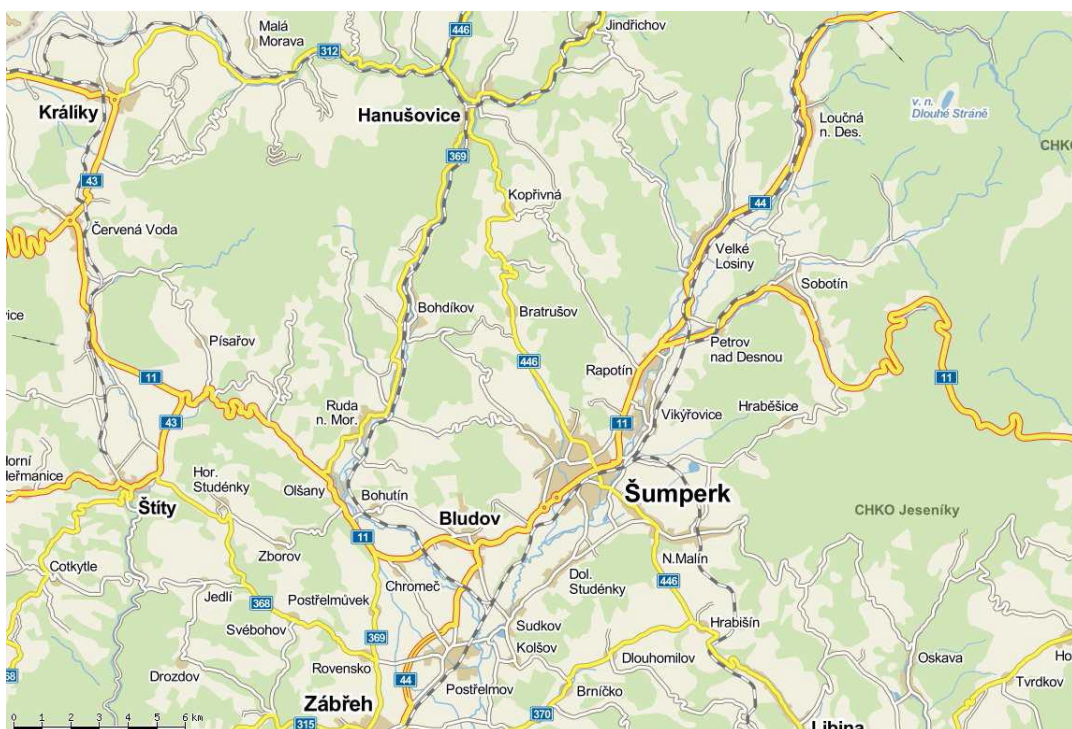 Malá
Morava
446
Jindřichov
312
Králíky
Hanušovice
v. n.
Dlouhé Stráně
Loučná
n. Des.
CHKO
369
43
Kopřivná
44
Červená Voda
Velké
Losiny
Sobotín
Bohdíkov
Bratrušov
Písařov
Petrov
nad Desnou
446
Rapotín
11
11
Ruda
n. Mor.
Vikýřovice
Hraběšice
43
11
Hor.
Studénky
Olšany
Bohutín
Šumperk
Štíty
Bludov
CHKO Jeseníky
11
Zborov
N.Malín
Cotkytle
Chromeč
Dol.
Studénky
446
Jedlí
368
Postřelmůvek
Svébohov
369
Sudkov
Hrabišín
Kolšov
Rovensko
Dlouhomilov
Oskava
Drozdov
44
Postřelmov
Brníčko
Tvrdkov
Zábřeh
370
315
Libina
0 1 2 3 4 5 6 km